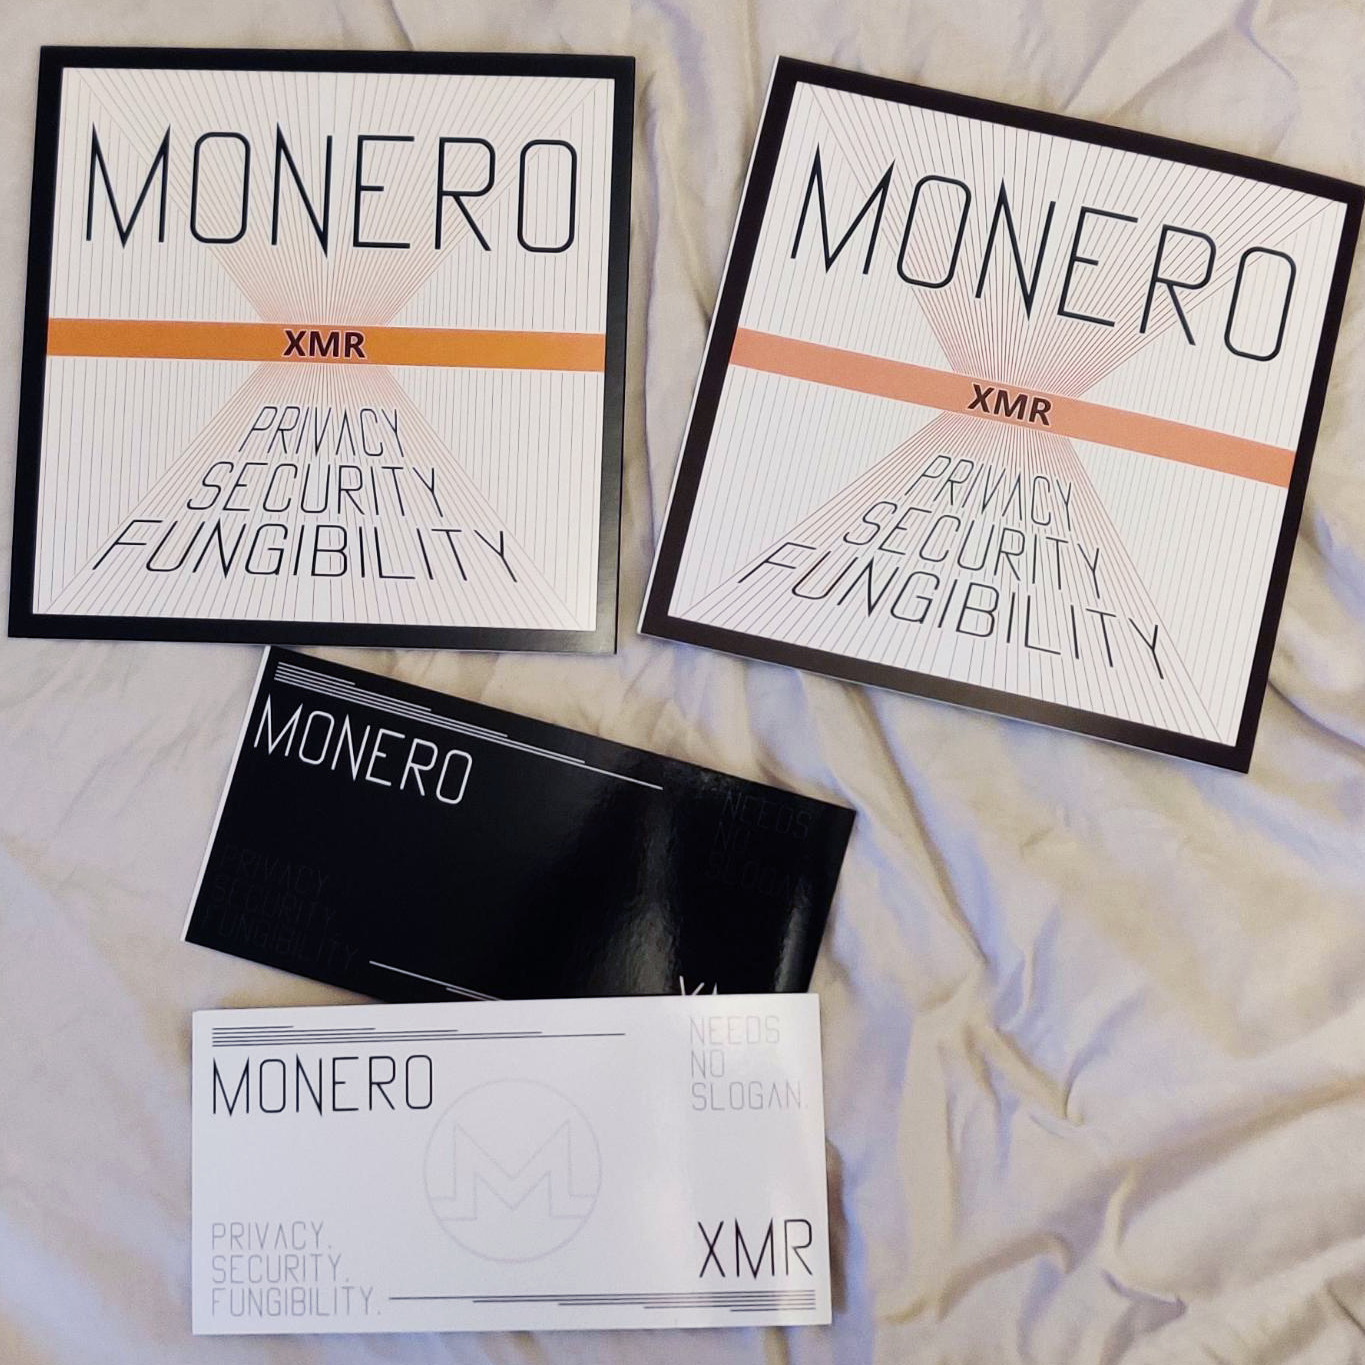 MONERO
XMR
PRIVACY
SECURITY
FUNGIBILITY
MONERO
XMR
PRIVACY
SECURITY
FUNGIBILITY
MONERO
NEEDS
NO
SLOGAN
PRIVACY
SECURITY
FUNGIBILITY.
MONERO
NEEDS
NO
SLOGAN.
PRIVACY.
SECURITY.
FUNGIBILITY.
XMR